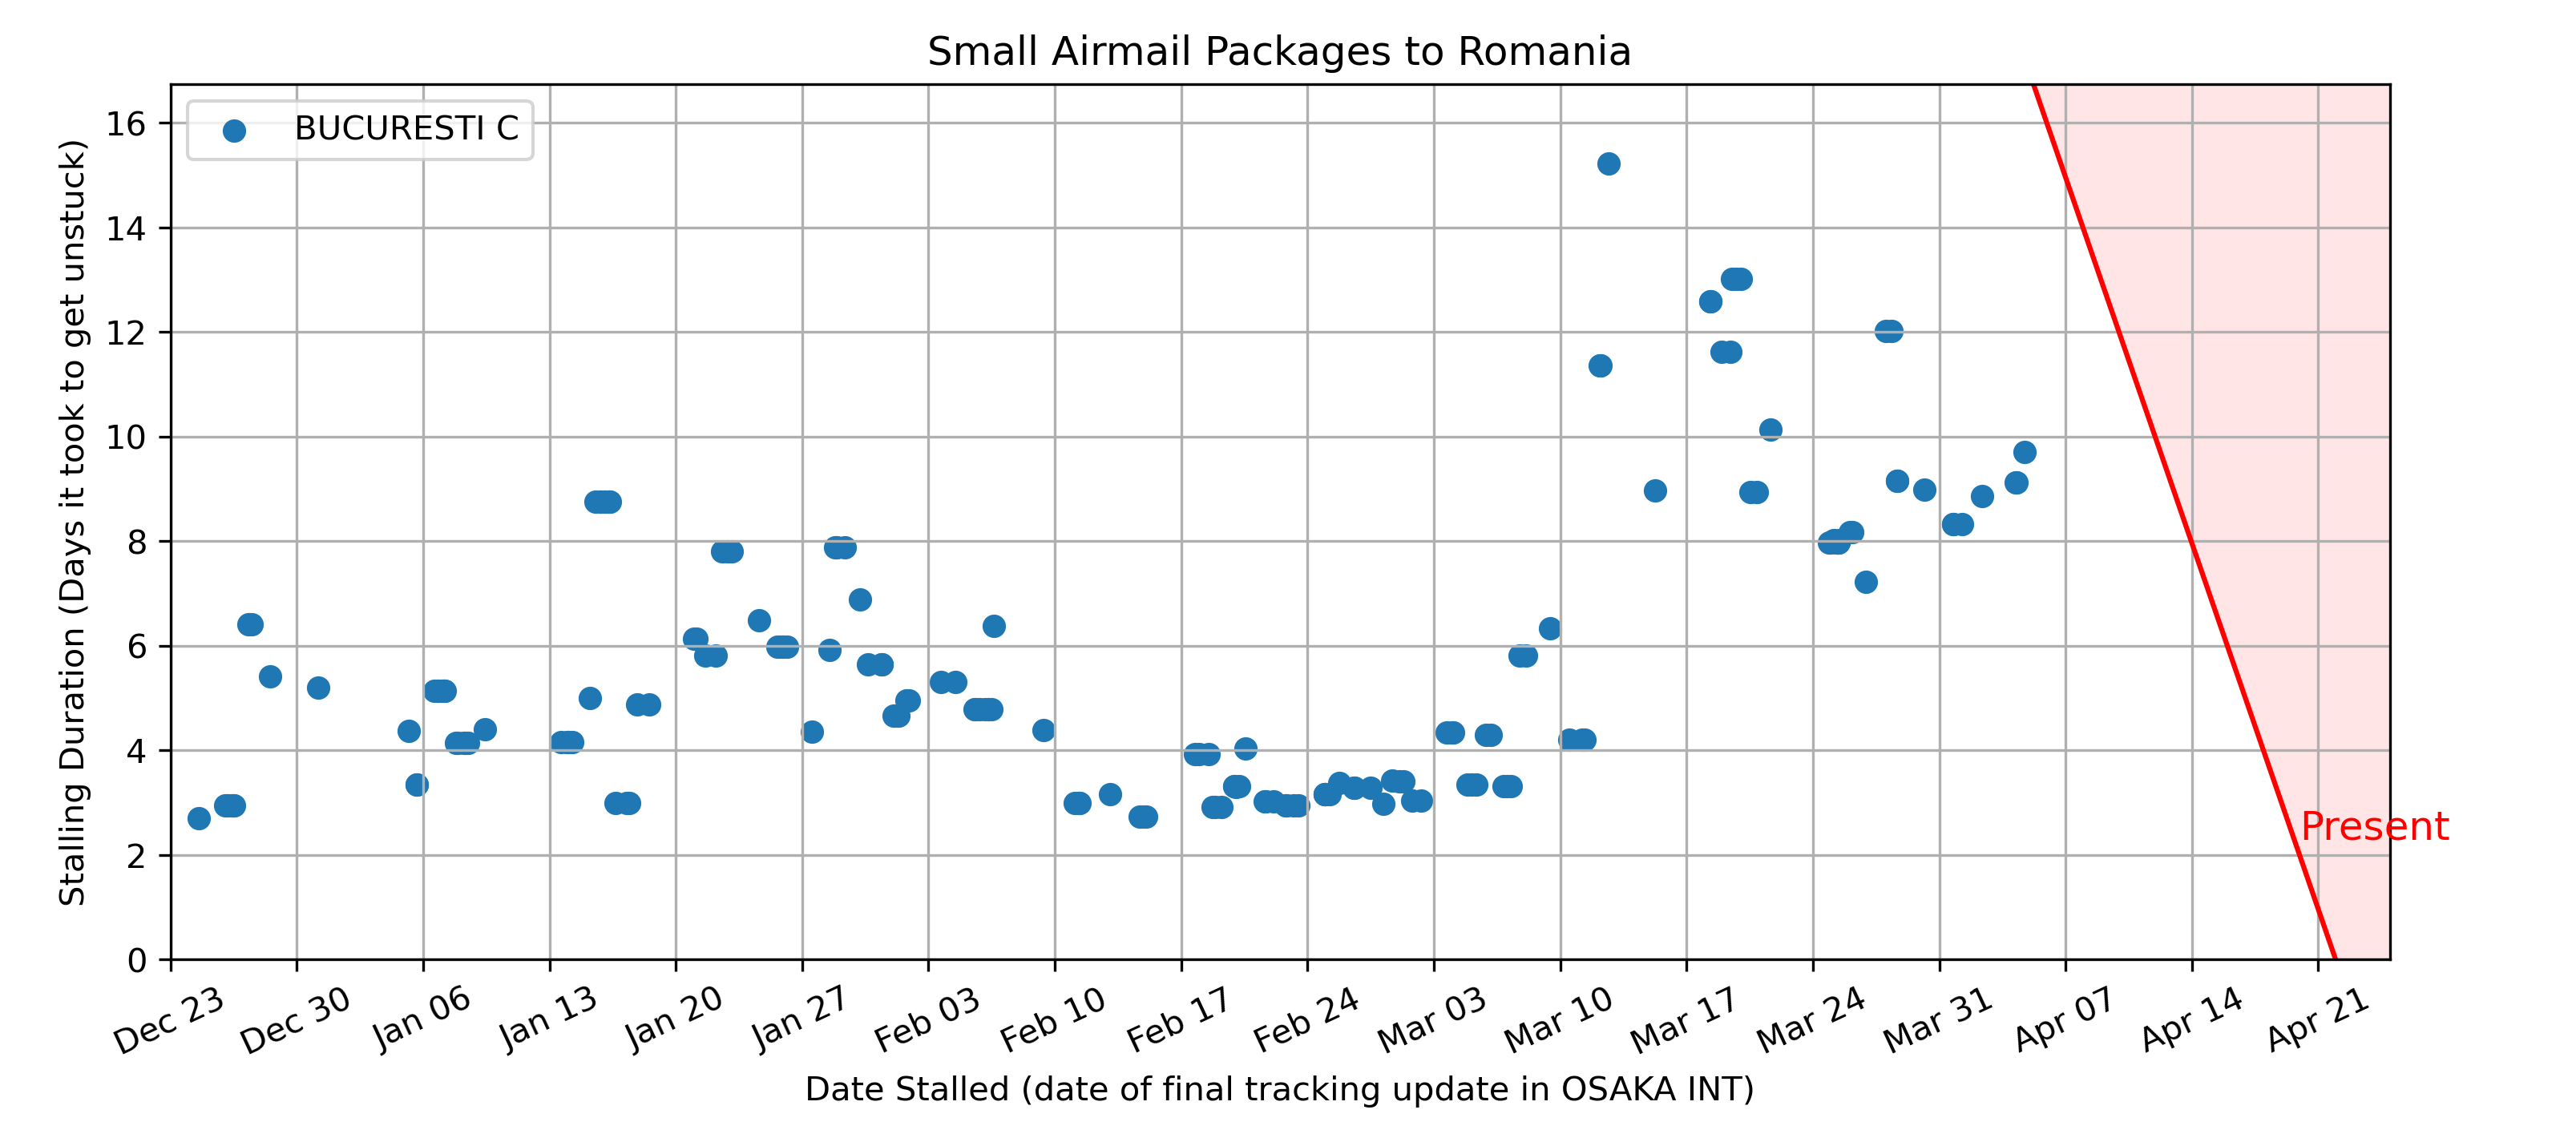 Small Airmail Packages to Romania
BUCURESTI C
Stalling Duration (Days it took to get unstuck)
16
14
12
10
8
6
4
2
0
Present
Dec 23
Dec 30
Jan 06
Jan 13
Jan 20
Jan 27
Feb 03
Feb 10
Feb 17
Feb 24
Mar 03
Mar 10
Mar 17
Mar 24
Mar 31
Apr 07
Apr 14
Apr 21
Date Stalled (date of final tracking update in OSAKA INT)